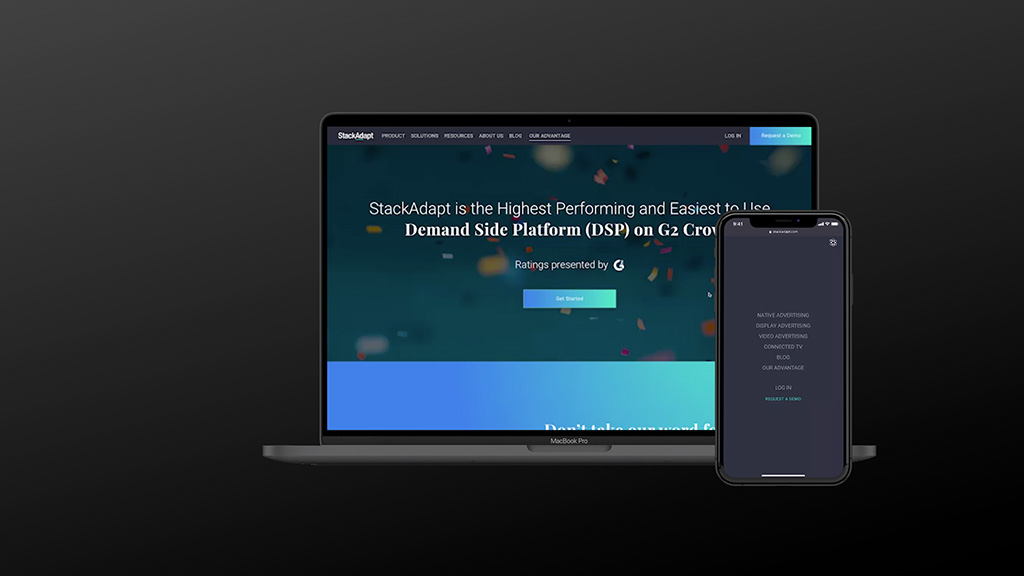 StackAdapt PRODUCT SOLUTIONS RESOURCES ABOUT US BLOG OUR ADVANTAGE LOG IN Request a Demo
StackAdapt is the Highest Performing and Easiest to Use
Demand Side Platform (DSP) on G2 Crow
Ratings presented by G2
Get Started
Don't take our word fo
MacBook Pro
9:41
stackadapt.com
NATIVE ADVERTISING
DISPLAY ADVERTISING
VIDEO ADVERTISING
CONNECTED TV
BLOG
OUR ADVANTAGE
LOG IN
REQUEST A DEMO